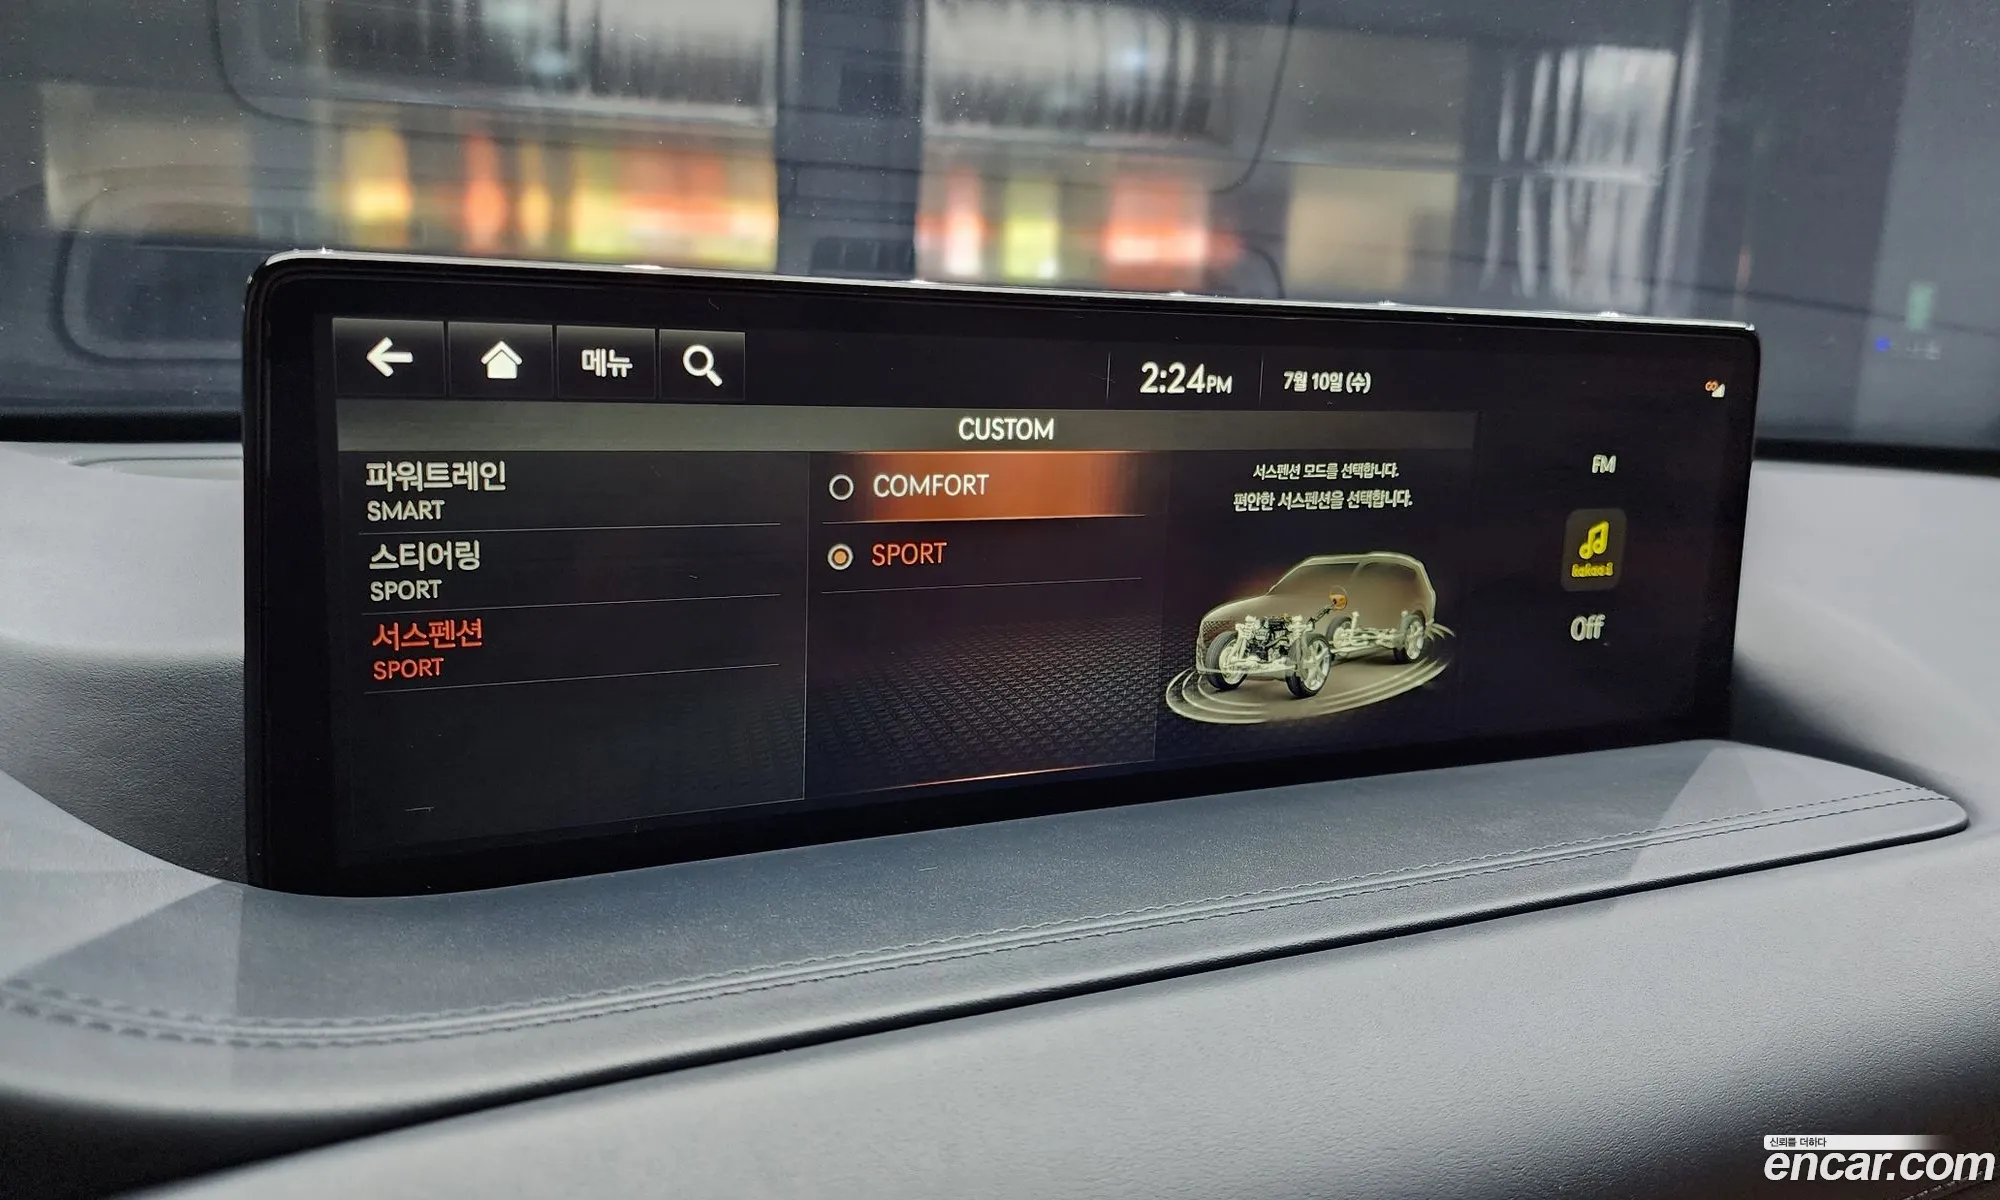 메뉴
2:24PM
7월 10일 (수)
CUSTOM
파워트레인
SMART
스티어링
SPORT
서스펜션
SPORT
COMFORT
SPORT
서스펜션 모드를 선택합니다.
편안한 서스펜션을 선택합니다.
FM
kakao i
Off
신뢰를 더하다
encar.com